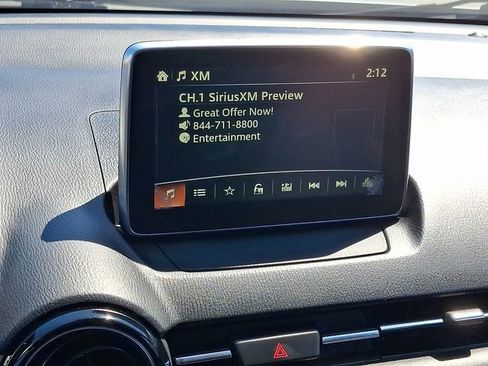 XM 2:12
CH.1 SiriusXM Preview
Great Offer Now!
844-711-8800
Entertainment